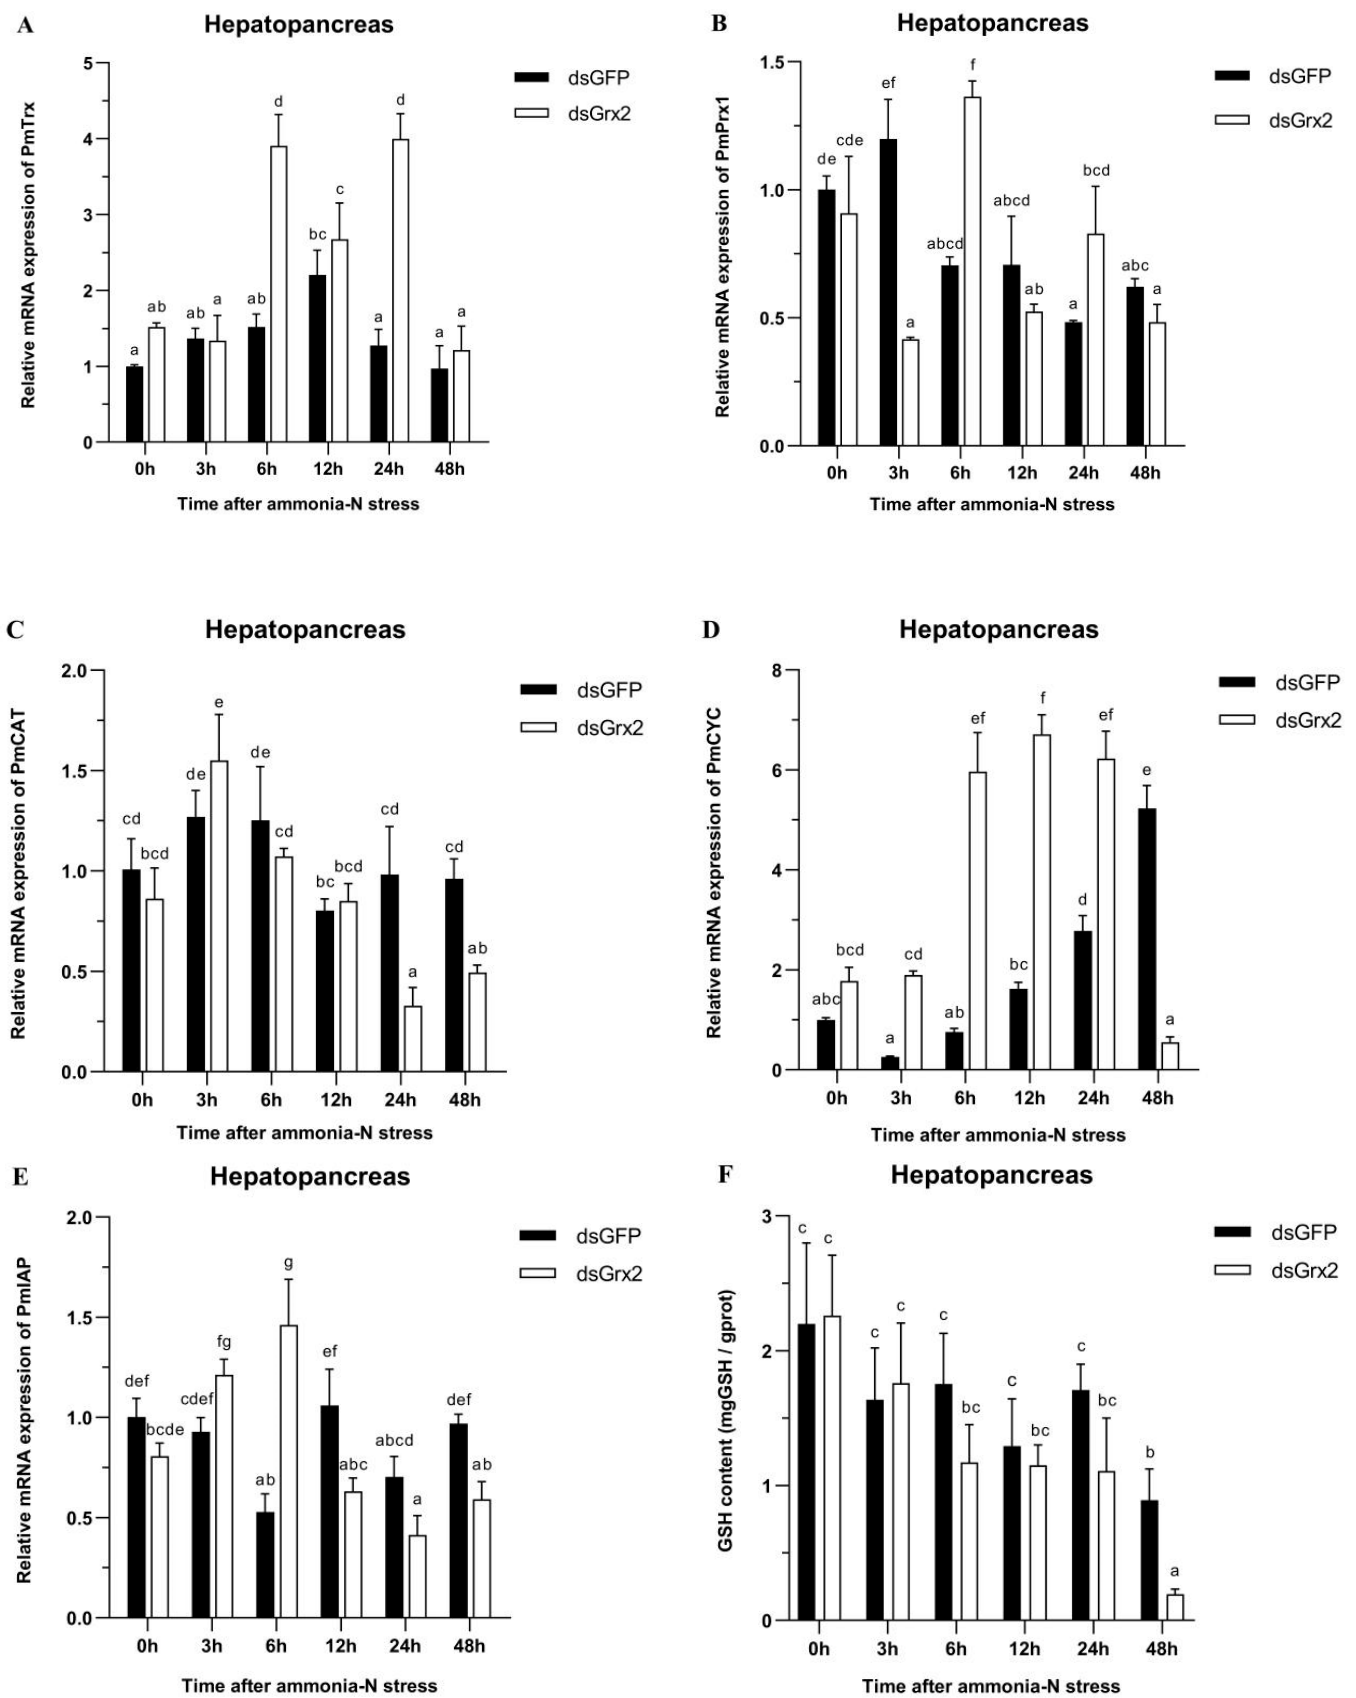 A
Hepatopancreas
Relative mRNA expression of PmTrx
5
4
3
2
1
0
dsGFP
dsGrx2
a
ab
ab
a
ab
d
bc
c
a
d
a
a
0h 3h 6h 12h 24h 48h
Time after ammonia-N stress
B
Hepatopancreas
Relative mRNA expression of PmPrx1
1.5
1.0
0.5
0.0
dsGFP
dsGrx2
de
cde
ef
a
abcd
f
abcd
ab
a
bcd
abc
a
0h 3h 6h 12h 24h 48h
Time after ammonia-N stress
C
Hepatopancreas
Relative mRNA expression of PmCAT
2.0
1.5
1.0
0.5
0.0
dsGFP
dsGrx2
cd
bcd
de
e
de
cd
bc
bcd
cd
a
cd
ab
0h 3h 6h 12h 24h 48h
Time after ammonia-N stress
D
Hepatopancreas
Relative mRNA expression of PmCYC
8
6
4
2
0
dsGFP
dsGrx2
abc
bcd
a
cd
ab
ef
bc
f
d
ef
e
a
0h 3h 6h 12h 24h 48h
Time after ammonia-N stress
E
Hepatopancreas
Relative mRNA expression of PmIAP
2.0
1.5
1.0
0.5
0.0
dsGFP
dsGrx2
def
bcde
cdef
fg
ab
g
ef
abc
abcd
a
def
ab
0h 3h 6h 12h 24h 48h
Time after ammonia-N stress
F
Hepatopancreas
GSH content (mgGSH / gprot)
3
2
1
0
dsGFP
dsGrx2
c
c
c
c
c
bc
c
bc
c
bc
b
a
0h 3h 6h 12h 24h 48h
Time after ammonia-N stress